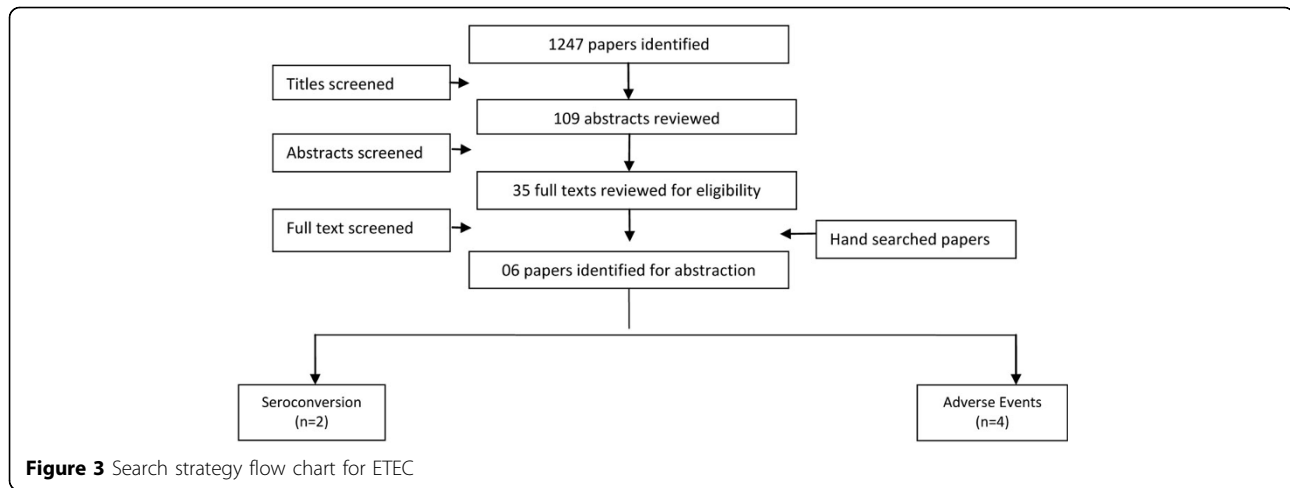 1247 papers identified
Titles screened
109 abstracts reviewed
Abstracts screened
35 full texts reviewed for eligibility
Full text screened
Hand searched papers
06 papers identified for abstraction
Seroconversion
(n=2)
Adverse Events
(n=4)
Figure 3 Search strategy flow chart for ETEC